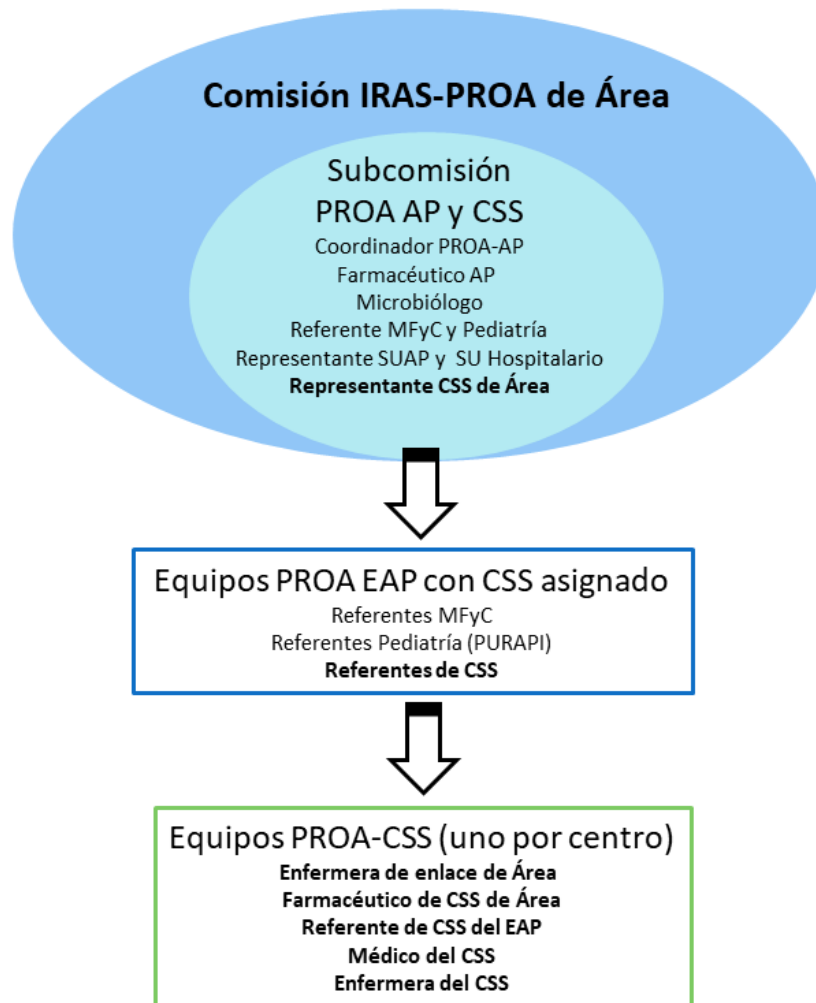 Comisión IRAS-PROA de Área
Subcomisión
PROA AP y CSS
Coordinador PROA-AP
Farmacéutico AP
Microbiólogo
Referente MFyC y Pediatría
Representante SUAP y SU Hospitalario
Representante CSS de Área
Equipos PROA EAP con CSS asignado
Referentes MFyC
Referentes Pediatría (PURAPI)
Referentes de CSS
Equipos PROA-CSS (uno por centro)
Enfermera de enlace de Área
Farmacéutico de CSS de Área
Referente de CSS del EAP
Médico del CSS
Enfermera del CSS